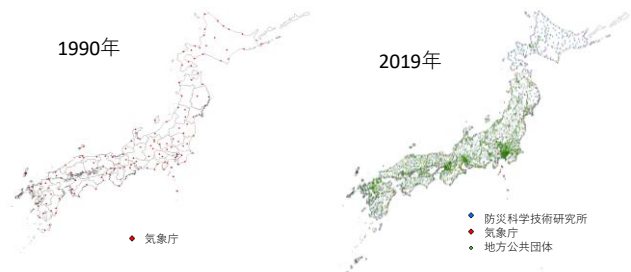 1990年
2019年
気象庁
防災科学技術研究所
気象庁
地方公共団体